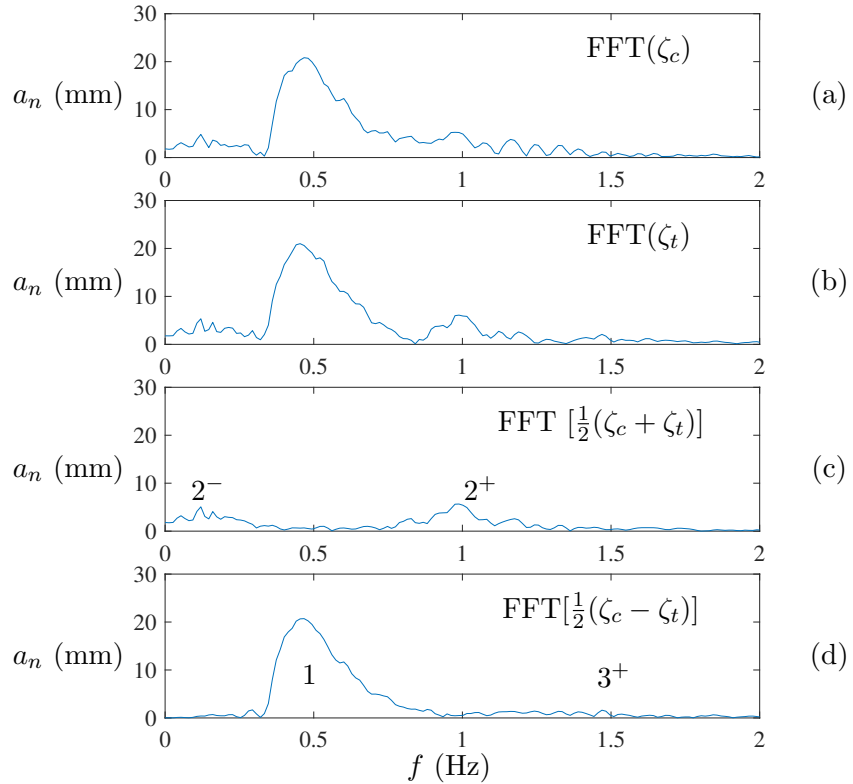 30
20
10
0
a_n (mm)
FFT(ζ_c)
(a)
0 0.5 1 1.5 2
30
20
10
0
a_n (mm)
FFT(ζ_t)
(b)
0 0.5 1 1.5 2
30
20
10
0
a_n (mm)
FFT [½(ζ_c + ζ_t)]
2⁻ 2⁺
(c)
0 0.5 1 1.5 2
30
20
10
0
a_n (mm)
FFT[½(ζ_c − ζ_t)]
1 3⁺
(d)
0 0.5 1 1.5 2
f (Hz)